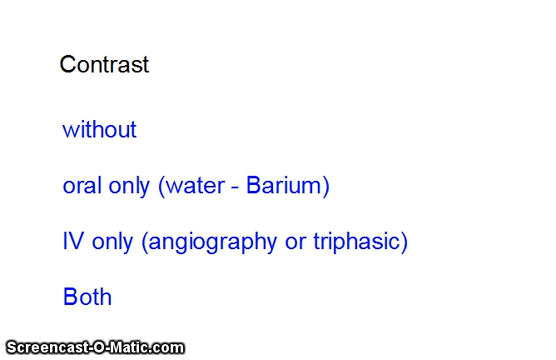 Contrast
without
oral only (water - Barium)
IV only (angiography or triphasic)
Both
Screencast-O-Matic.com